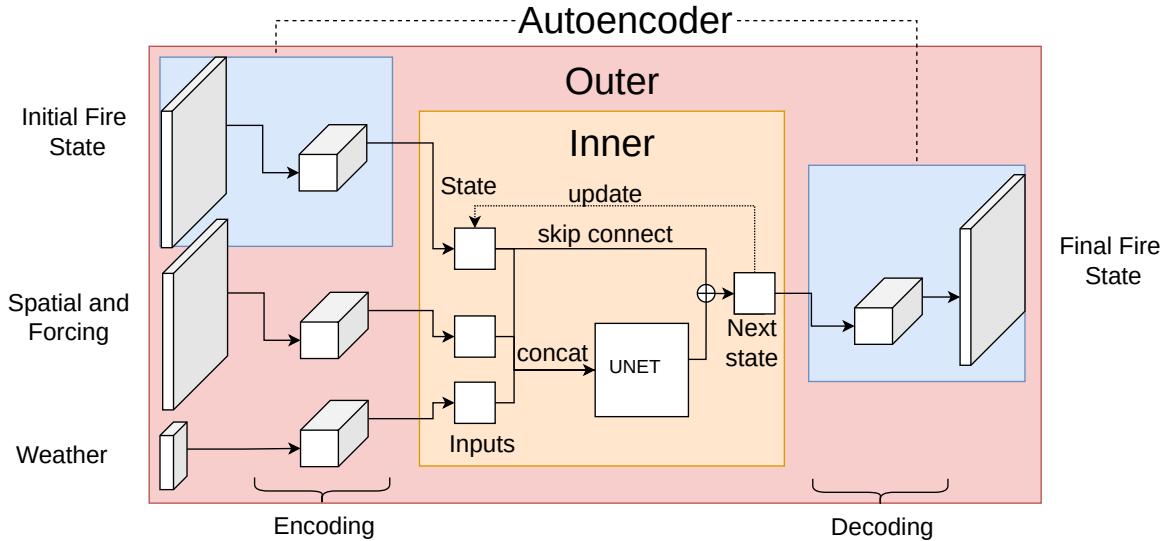 Autoencoder
Outer
Inner
Initial Fire
State
State
update
skip connect
Final Fire
State
Spatial and
Forcing
concat
UNET
Next
state
Inputs
Weather
Encoding
Decoding